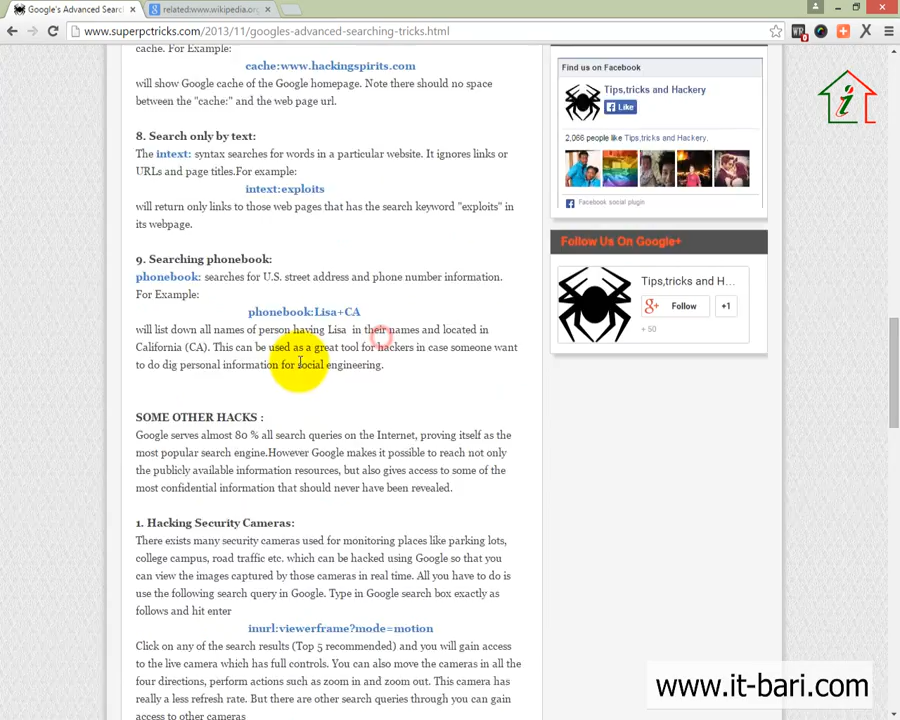 Google's Advanced Search
related:www.wikipedia.org
www.superpctricks.com/2013/11/googles-advanced-searching-tricks.html
cache. For Example:
cache:www.hackingspirits.com
will show Google cache of the Google homepage. Note there should no space
between the "cache:" and the web page url.
8. Search only by text:
The intext: syntax searches for words in a particular website. It ignores links or
URLs and page titles.For example:
intext:exploits
will return only links to those web pages that has the search keyword "exploits" in
its webpage.
9. Searching phonebook:
phonebook: searches for U.S. street address and phone number information.
For Example:
phonebook:Lisa+CA
will list down all names of person having Lisa in their names and located in
California (CA). This can be used as a great tool for hackers in case someone want
to do dig personal information for social engineering.
SOME OTHER HACKS :
Google serves almost 80 % all search queries on the Internet, proving itself as the
most popular search engine.However Google makes it possible to reach not only
the publicly available information resources, but also gives access to some of the
most confidential information that should never have been revealed.
1. Hacking Security Cameras:
There exists many security cameras used for monitoring places like parking lots,
college campus, road traffic etc. which can be hacked using Google so that you
can view the images captured by those cameras in real time. All you have to do is
use the following search query in Google. Type in Google search box exactly as
follows and hit enter
inurl:viewerframe?mode=motion
Click on any of the search results (Top 5 recommended) and you will gain access
to the live camera which has full controls. You can also move the cameras in all the
four directions, perform actions such as zoom in and zoom out. This camera has
really a less refresh rate. But there are other search queries through you can gain
access to other cameras
Find us on Facebook
Tips,tricks and Hackery
Like
2,066 people like Tips,tricks and Hackery.
Facebook social plugin
Follow Us On Google+
Tips,tricks and H...
g+ Follow
+1
+ 50
i
www.it-bari.com